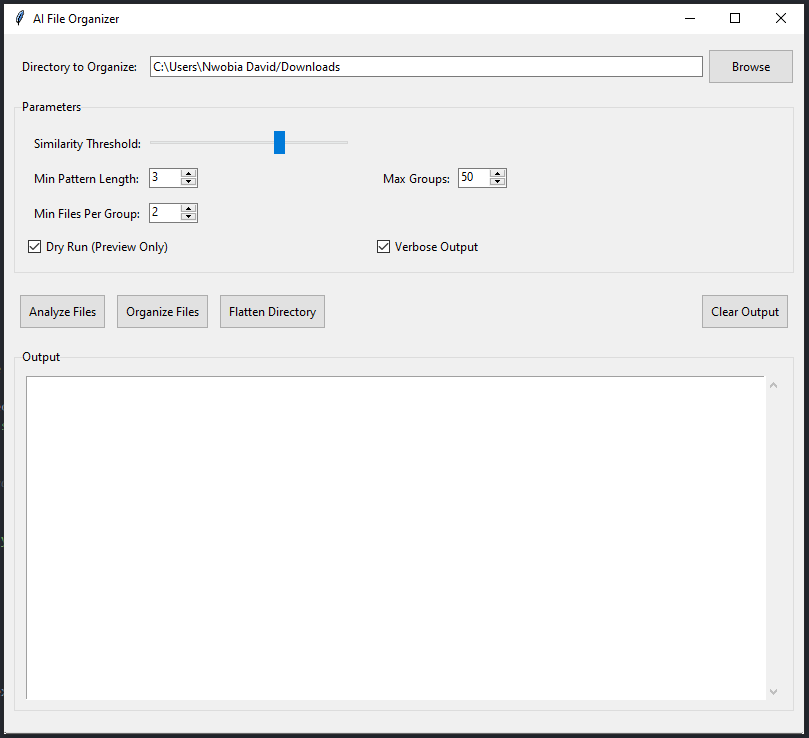 AI File Organizer
Directory to Organize: C:\Users\Nwobia David/Downloads Browse
Parameters
Similarity Threshold:
Min Pattern Length: 3 Max Groups: 50
Min Files Per Group: 2
Dry Run (Preview Only) Verbose Output
Analyze Files Organize Files Flatten Directory Clear Output
Output